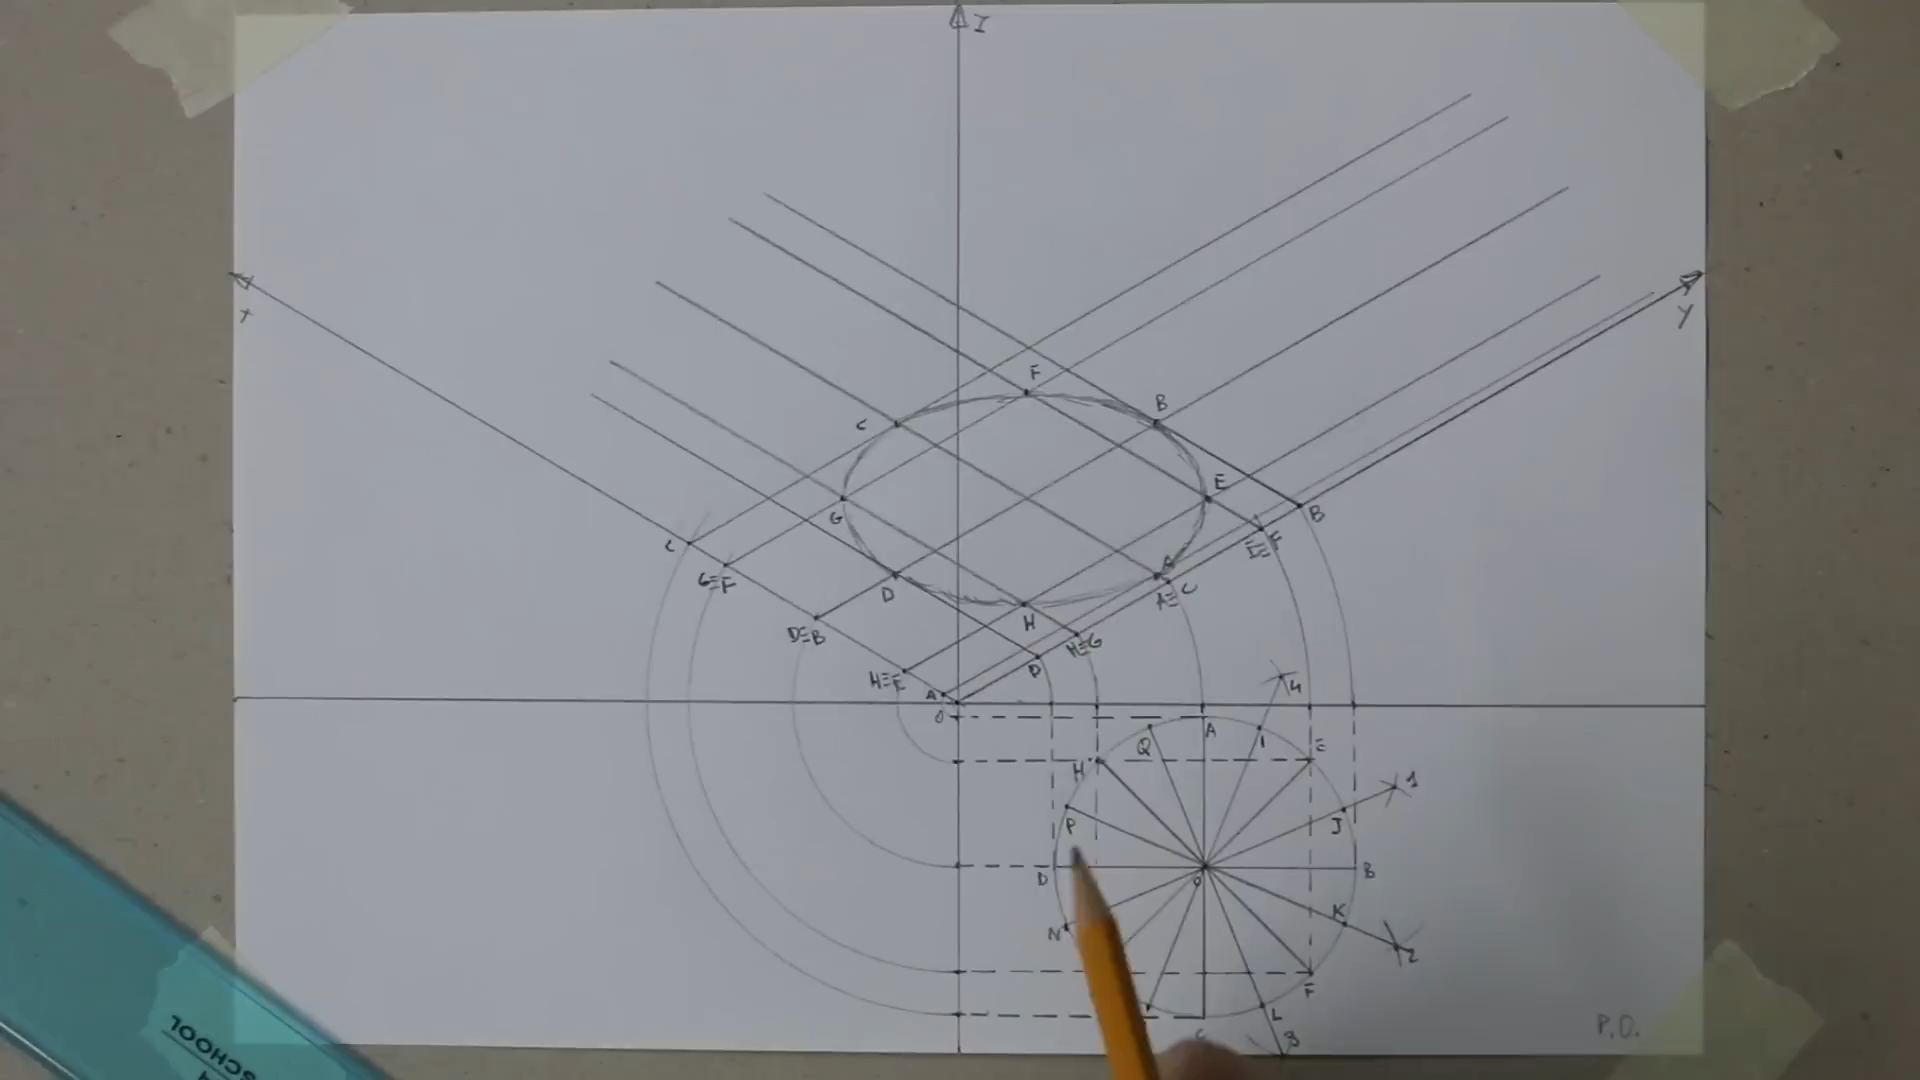 Z
X
Y
F
B
C
E
G
A
D
H
C
G≡F
D≡B
H≡E
A
O
B
E≡F
A≡C
H≡G
D
4
A
I
Q
E
H
1
P
J
D
O
B
K
N
2
F
L
C
3
P.O.
SCHOOL